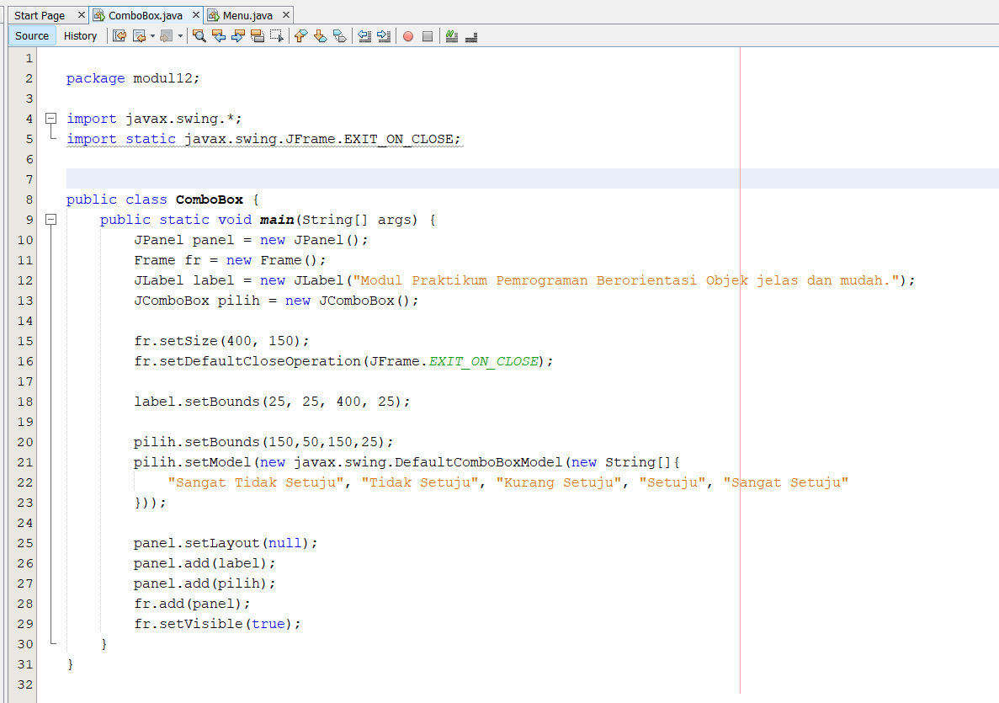 Start Page ComboBox.java Menu.java
Source History
1
2 package modul12;
3
4 import javax.swing.*;
5 import static javax.swing.JFrame.EXIT_ON_CLOSE;
6
7
8 public class ComboBox {
9 public static void main(String[] args) {
10 JPanel panel = new JPanel();
11 Frame fr = new Frame();
12 JLabel label = new JLabel("Modul Praktikum Pemrograman Berorientasi Objek jelas dan mudah.");
13 JComboBox pilih = new JComboBox();
14
15 fr.setSize(400, 150);
16 fr.setDefaultCloseOperation(JFrame.EXIT_ON_CLOSE);
17
18 label.setBounds(25, 25, 400, 25);
19
20 pilih.setBounds(150,50,150,25);
21 pilih.setModel(new javax.swing.DefaultComboBoxModel(new String[]{
22 "Sangat Tidak Setuju", "Tidak Setuju", "Kurang Setuju", "Setuju", "Sangat Setuju"
23 }));
24
25 panel.setLayout(null);
26 panel.add(label);
27 panel.add(pilih);
28 fr.add(panel);
29 fr.setVisible(true);
30 }
31 }
32